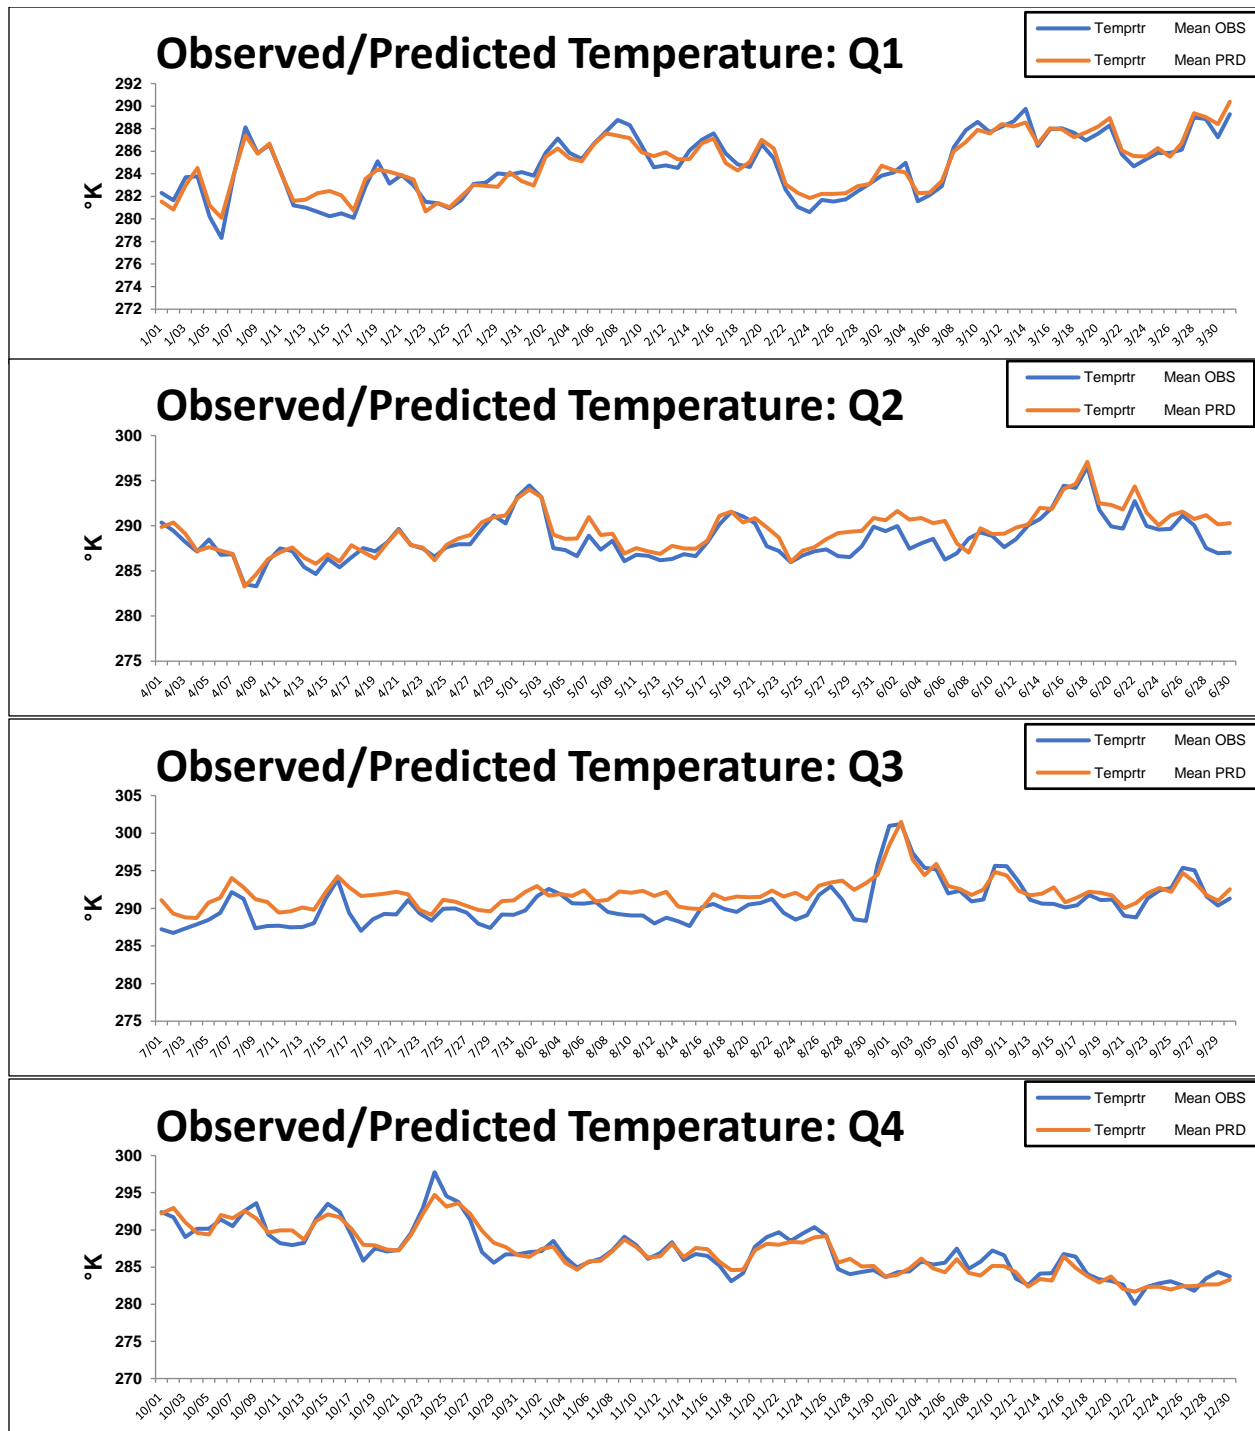 Observed/Predicted Temperature: Q1
Temprtr Mean OBS
Temprtr Mean PRD
°K
292
290
288
286
284
282
280
278
276
274
272
1/01 1/03 1/05 1/07 1/09 1/11 1/13 1/15 1/17 1/19 1/21 1/23 1/25 1/27 1/29 1/31 2/02 2/04 2/06 2/08 2/10 2/12 2/14 2/16 2/18 2/20 2/22 2/24 2/26 2/28 3/02 3/04 3/06 3/08 3/10 3/12 3/14 3/16 3/18 3/20 3/22 3/24 3/26 3/28 3/30
Observed/Predicted Temperature: Q2
Temprtr Mean OBS
Temprtr Mean PRD
°K
300
295
290
285
280
275
4/01 4/03 4/05 4/07 4/09 4/11 4/13 4/15 4/17 4/19 4/21 4/23 4/25 4/27 4/29 5/01 5/03 5/05 5/07 5/09 5/11 5/13 5/15 5/17 5/19 5/21 5/23 5/25 5/27 5/29 5/31 6/02 6/04 6/06 6/08 6/10 6/12 6/14 6/16 6/18 6/20 6/22 6/24 6/26 6/28 6/30
Observed/Predicted Temperature: Q3
Temprtr Mean OBS
Temprtr Mean PRD
°K
305
300
295
290
285
280
275
7/01 7/03 7/05 7/07 7/09 7/11 7/13 7/15 7/17 7/19 7/21 7/23 7/25 7/27 7/29 7/31 8/02 8/04 8/06 8/08 8/10 8/12 8/14 8/16 8/18 8/20 8/22 8/24 8/26 8/28 8/30 9/01 9/03 9/05 9/07 9/09 9/11 9/13 9/15 9/17 9/19 9/21 9/23 9/25 9/27 9/29
Observed/Predicted Temperature: Q4
Temprtr Mean OBS
Temprtr Mean PRD
°K
300
295
290
285
280
275
270
10/01 10/03 10/05 10/07 10/09 10/11 10/13 10/15 10/17 10/19 10/21 10/23 10/25 10/27 10/29 10/31 11/02 11/04 11/06 11/08 11/10 11/12 11/14 11/16 11/18 11/20 11/22 11/24 11/26 11/28 11/30 12/02 12/04 12/06 12/08 12/10 12/12 12/14 12/16 12/18 12/20 12/22 12/24 12/26 12/28 12/30